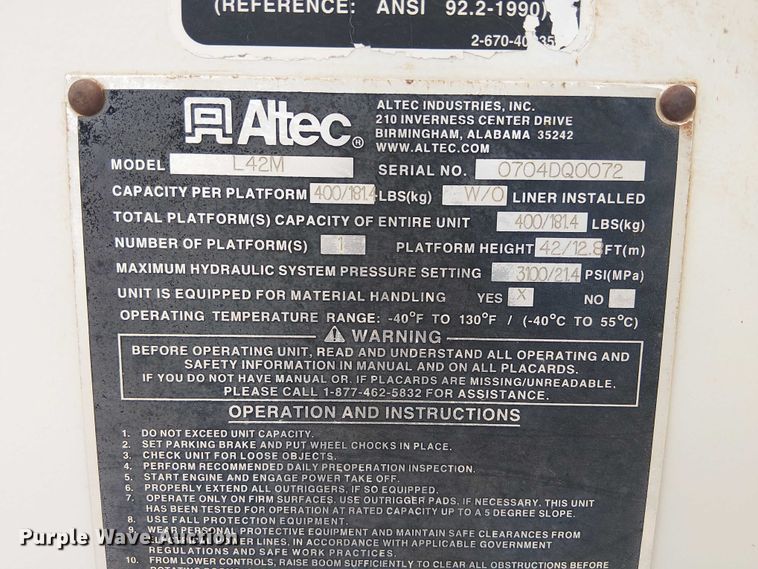 (REFERENCE: ANSI 92.2-1990)
Altec®
ALTEC INDUSTRIES, INC.
210 INVERNESS CENTER DRIVE
BIRMINGHAM, ALABAMA 35242
WWW.ALTEC.COM
MODEL L42M SERIAL NO. 0704DQ0072
CAPACITY PER PLATFORM 400/181.4 LBS(kg) W/O LINER INSTALLED
TOTAL PLATFORM(S) CAPACITY OF ENTIRE UNIT 400/181.4 LBS(kg)
NUMBER OF PLATFORM(S) 1 PLATFORM HEIGHT 42/12.8 FT(m)
MAXIMUM HYDRAULIC SYSTEM PRESSURE SETTING 3100/21.4 PSI(MPa)
UNIT IS EQUIPPED FOR MATERIAL HANDLING YES X NO
OPERATING TEMPERATURE RANGE: -40°F TO 130°F / (-40°C TO 55°C)
WARNING
BEFORE OPERATING UNIT, READ AND UNDERSTAND ALL OPERATING AND
SAFETY INFORMATION IN MANUAL AND ON ALL PLACARDS.
IF YOU DO NOT HAVE MANUAL OR IF PLACARDS ARE MISSING/UNREADABLE,
PLEASE CALL 1-877-462-5832 FOR ASSISTANCE.
OPERATION AND INSTRUCTIONS
1. DO NOT EXCEED UNIT CAPACITY.
2. SET PARKING BRAKE AND PUT WHEEL CHOCKS IN PLACE.
3. CHECK UNIT FOR LOOSE OBJECTS.
4. PERFORM RECOMMENDED DAILY PREOPERATION INSPECTION.
5. START ENGINE AND ENGAGE POWER TAKE OFF.
6. PROPERLY EXTEND ALL OUTRIGGERS, IF SO EQUIPPED.
7. OPERATE ONLY ON FIRM SURFACES. USE OUTRIGGER PADS, IF NECESSARY. THIS UNIT
HAS BEEN TESTED FOR OPERATION AT RATED CAPACITY UP TO A 5 DEGREE SLOPE.
8. USE FALL PROTECTION EQUIPMENT.
9. WEAR PERSONAL PROTECTIVE EQUIPMENT AND MAINTAIN SAFE CLEARANCES FROM
LINES, IN ACCORDANCE WITH APPLICABLE GOVERNMENT
REGULATIONS AND SAFE WORK PRACTICES.
10. FROM LOWER CONTROLS, RAISE BOOM SUFFICIENTLY TO CLEAR ALL OBSTRUCTIONS BEFORE
Purple Wave Auction